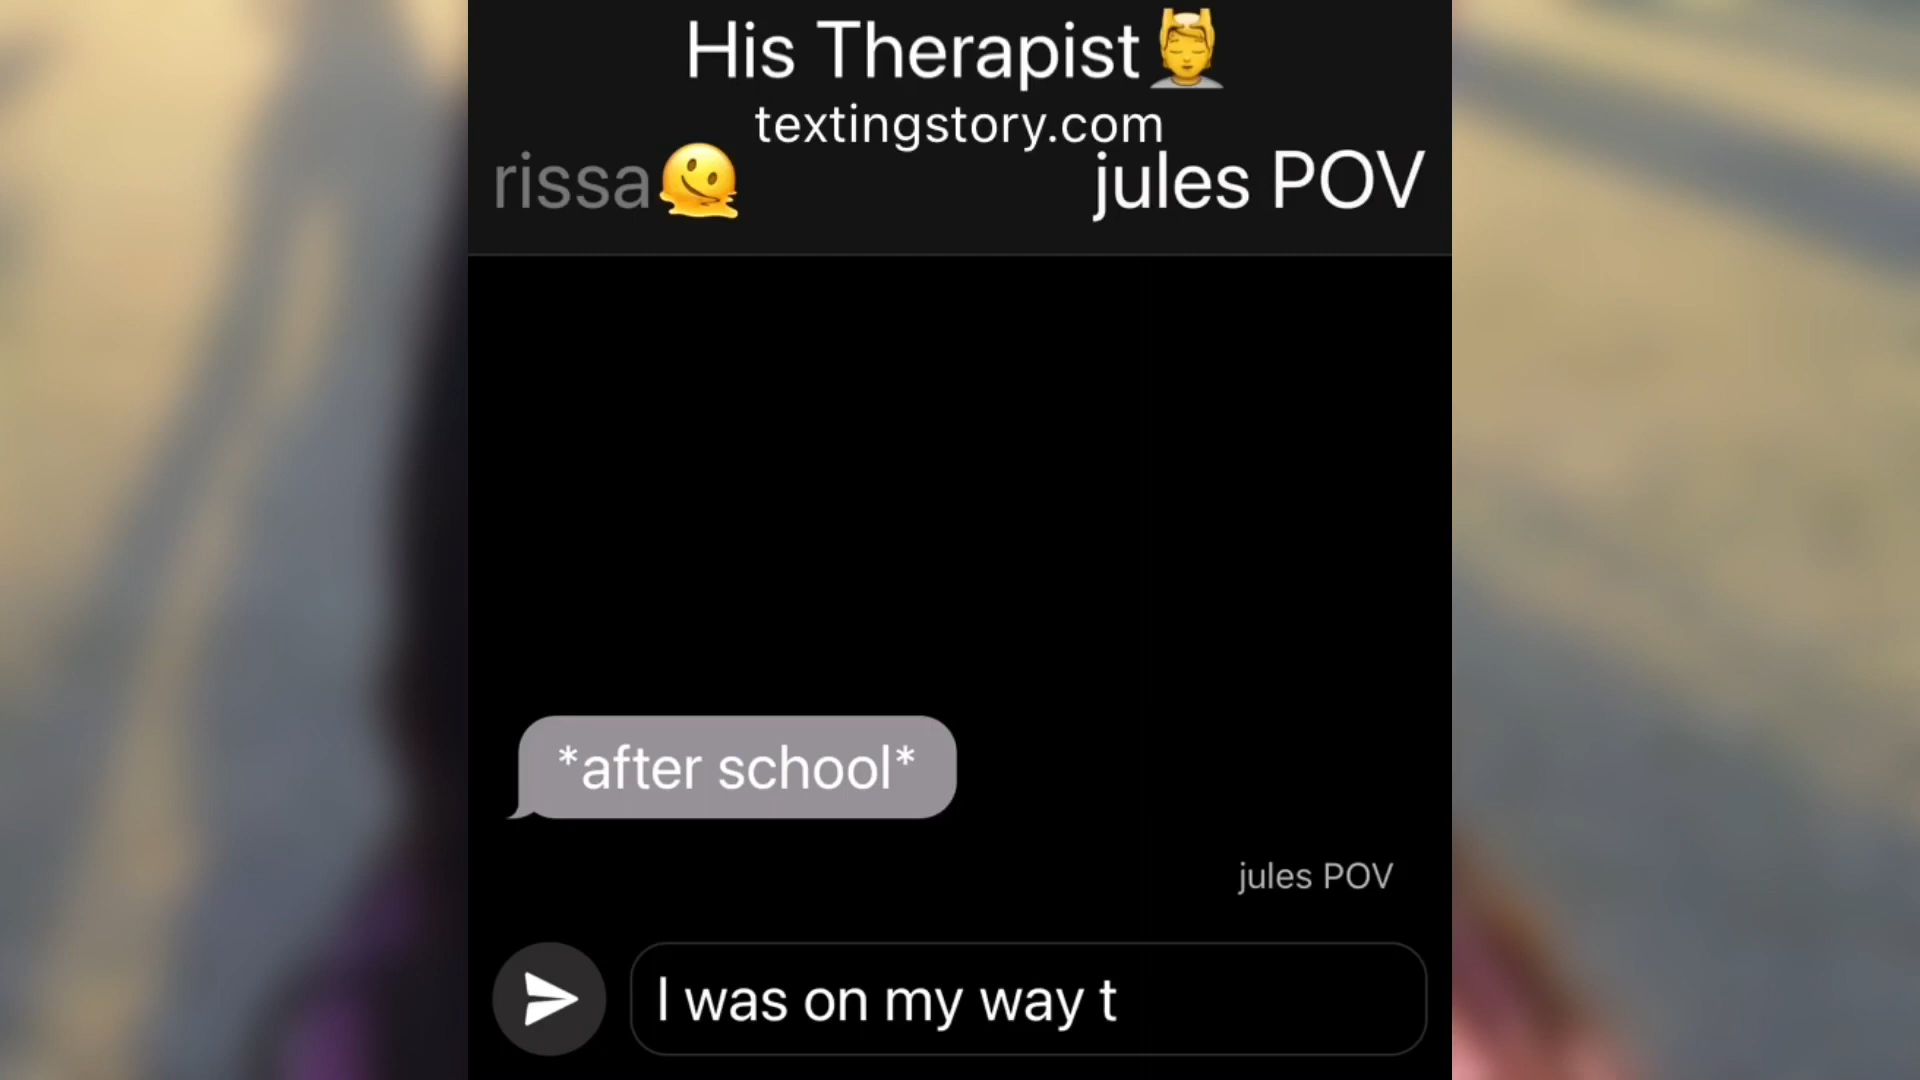 His Therapist💆
textingstory.com
rissa🫠
jules POV
*after school*
jules POV
I was on my way t